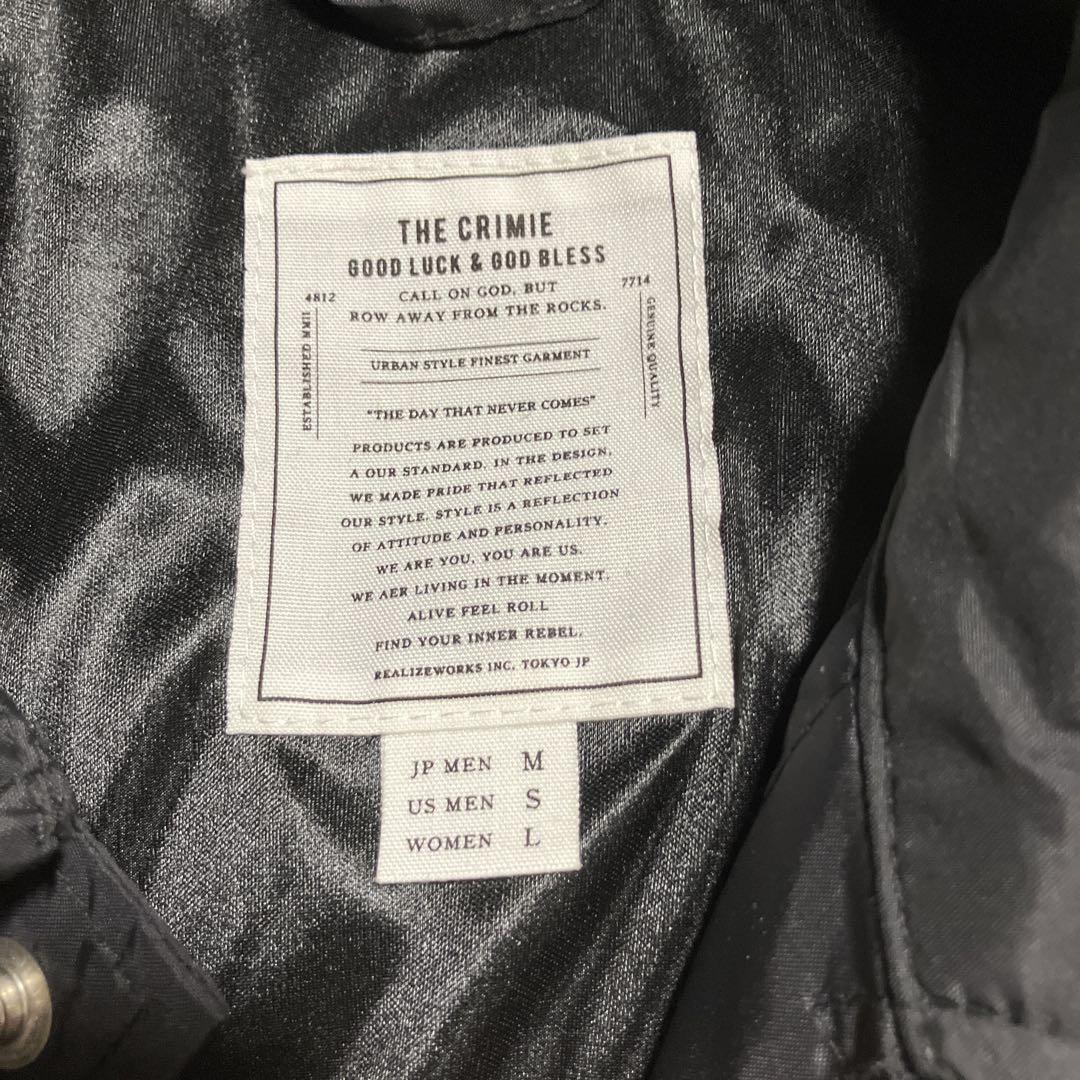 THE CRIMIE
GOOD LUCK & GOD BLESS
CALL ON GOD, BUT
ROW AWAY FROM THE ROCKS.
4812
7714
ESTABLISHED MMII
GENUINE QUALITY
URBAN STYLE FINEST GARMENT
"THE DAY THAT NEVER COMES"
PRODUCTS ARE PRODUCED TO SET
A OUR STANDARD. IN THE DESIGN,
WE MADE PRIDE THAT REFLECTED
OUR STYLE. STYLE IS A REFLECTION
OF ATTITUDE AND PERSONALITY.
WE ARE YOU, YOU ARE US.
WE AER LIVING IN THE MOMENT.
ALIVE FEEL ROLL
FIND YOUR INNER REBEL.
REALIZEWORKS INC. TOKYO JP
JP MEN M
US MEN S
WOMEN L